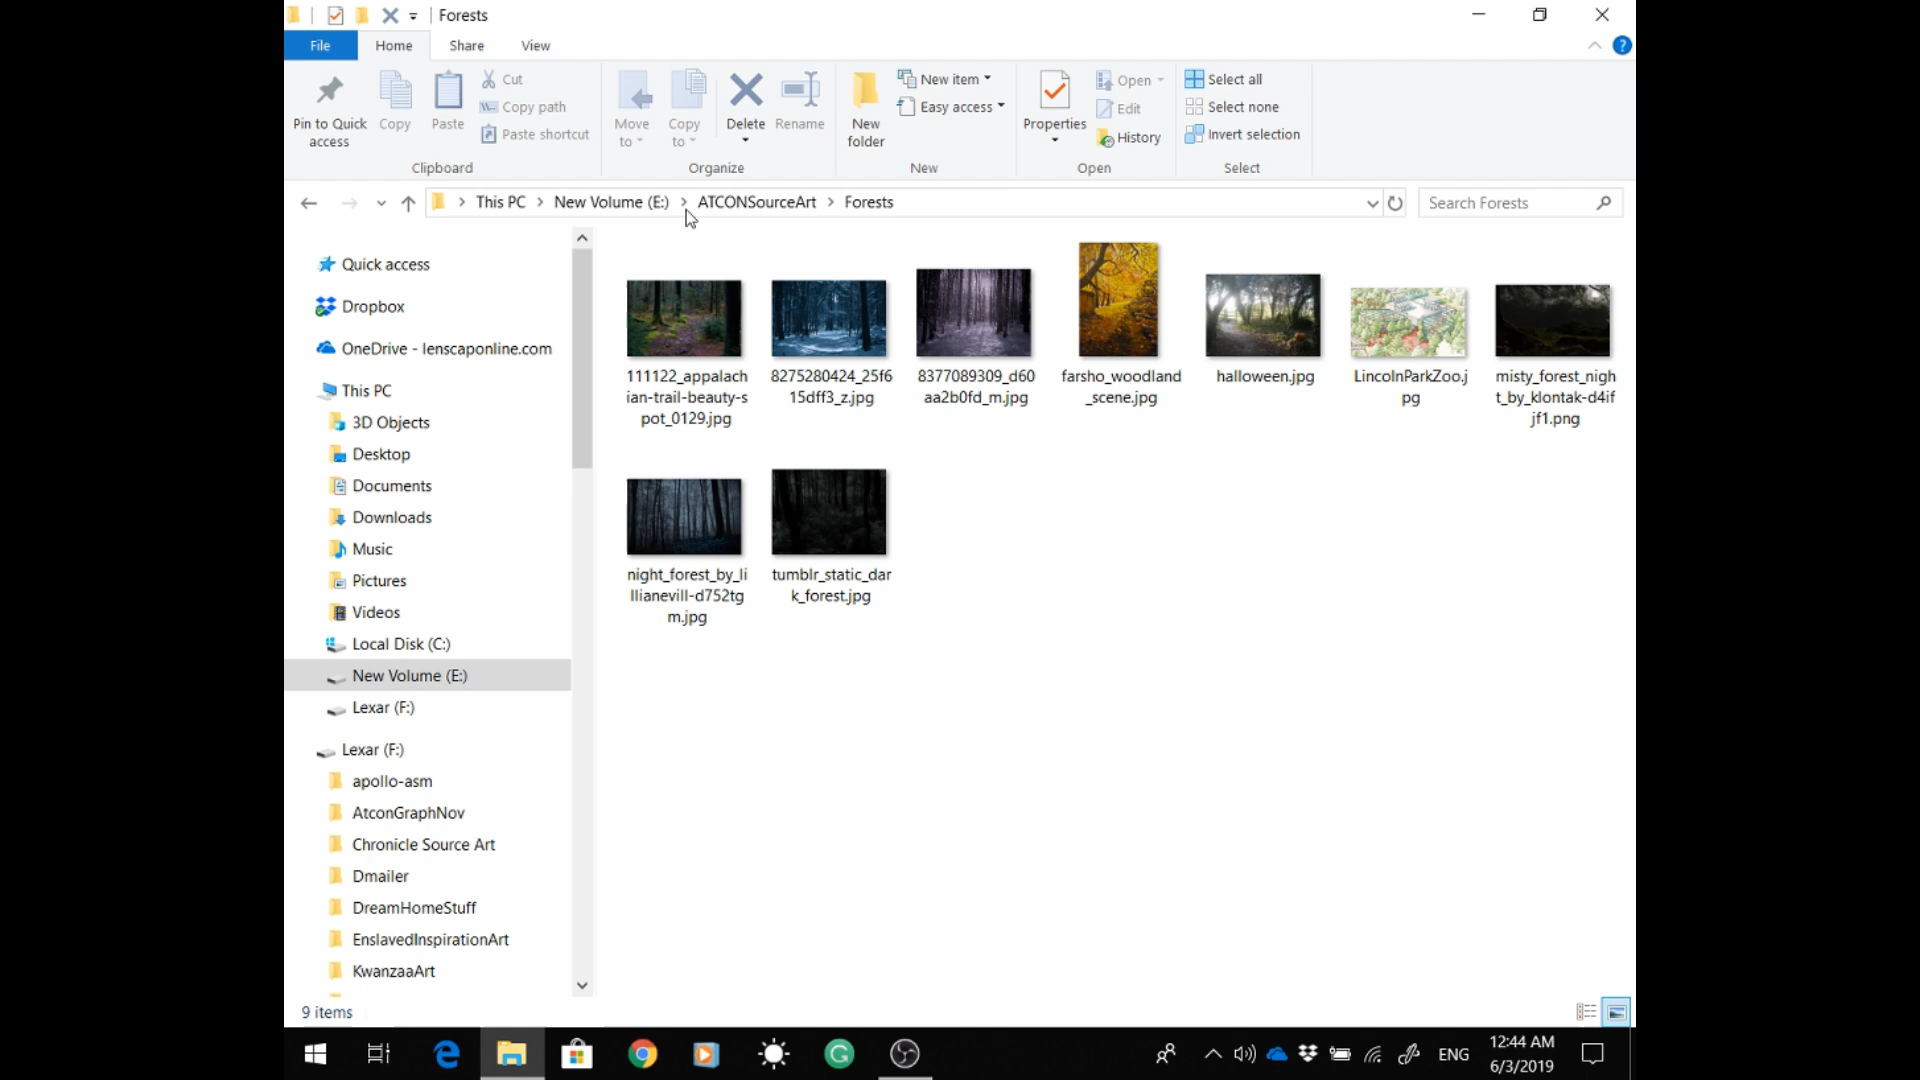 Forests
File
Home
Share
View
Pin to Quick
access
Copy
Paste
Cut
Copy path
Paste shortcut
Clipboard
Move
to
Copy
to
Delete
Rename
Organize
New
folder
New item
Easy access
New
Properties
Open
Edit
History
Open
Select all
Select none
Invert selection
Select
This PC
New Volume (E:)
ATCONSourceArt
Forests
Search Forests
Quick access
Dropbox
OneDrive - lenscaponline.com
This PC
3D Objects
Desktop
Documents
Downloads
Music
Pictures
Videos
Local Disk (C:)
New Volume (E:)
Lexar (F:)
Lexar (F:)
apollo-asm
AtconGraphNov
Chronicle Source Art
Dmailer
DreamHomeStuff
EnslavedInspirationArt
KwanzaaArt
111122_appalach
ian-trail-beauty-s
pot_0129.jpg
8275280424_25f6
15dff3_z.jpg
8377089309_d60
aa2b0fd_m.jpg
farsho_woodland
_scene.jpg
halloween.jpg
LincolnParkZoo.j
pg
misty_forest_nigh
t_by_klontak-d4if
jf1.png
night_forest_by_li
llianevill-d752tg
m.jpg
tumblr_static_dar
k_forest.jpg
9 items
ENG
12:44 AM
6/3/2019